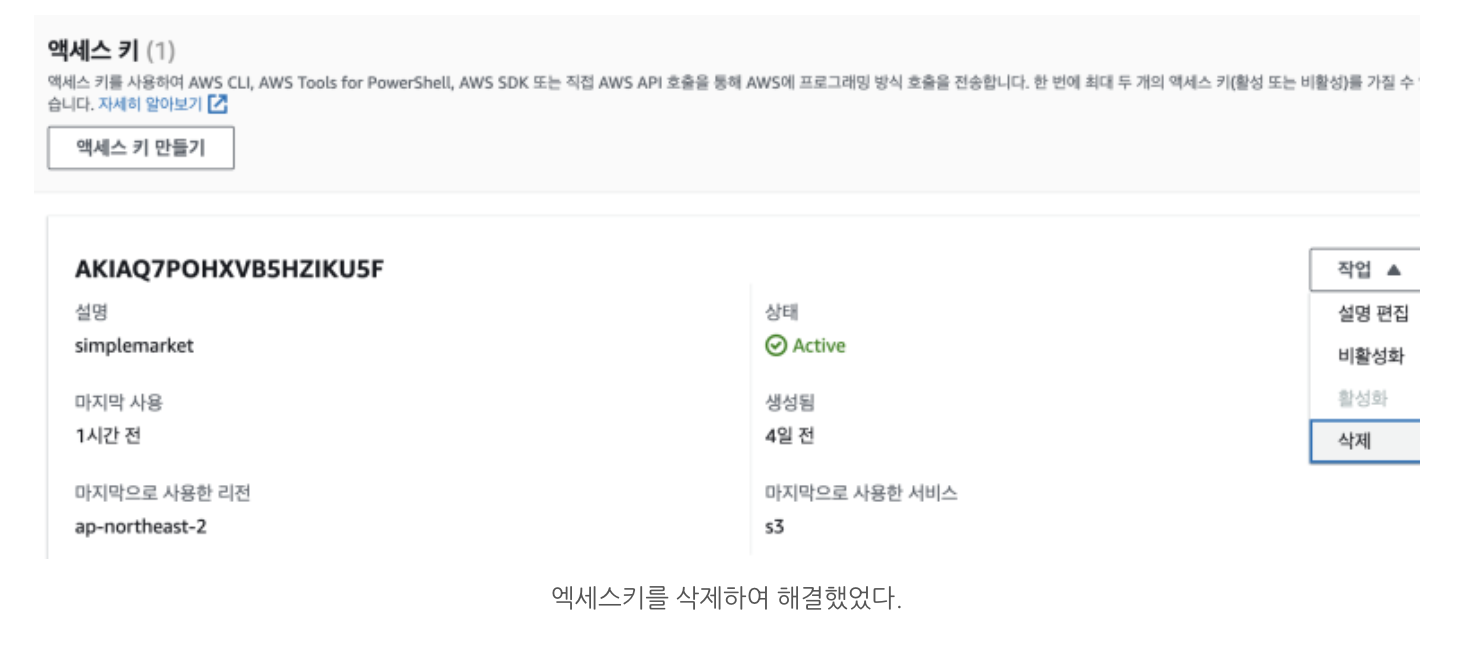 액세스 키 (1)
액세스 키를 사용하여 AWS CLI, AWS Tools for PowerShell, AWS SDK 또는 직접 AWS API 호출을 통해 AWS에 프로그래밍 방식 호출을 전송합니다. 한 번에 최대 두 개의 액세스 키(활성 또는 비활성)를 가질 수
습니다. 자세히 알아보기
액세스 키 만들기
AKIAQ7POHXVB5HZIKU5F
작업 ▲
설명
상태
설명 편집
simplemarket
Active
비활성화
마지막 사용
생성됨
활성화
1시간 전
4일 전
삭제
마지막으로 사용한 리전
마지막으로 사용한 서비스
ap-northeast-2
s3
엑세스키를 삭제하여 해결했었다.